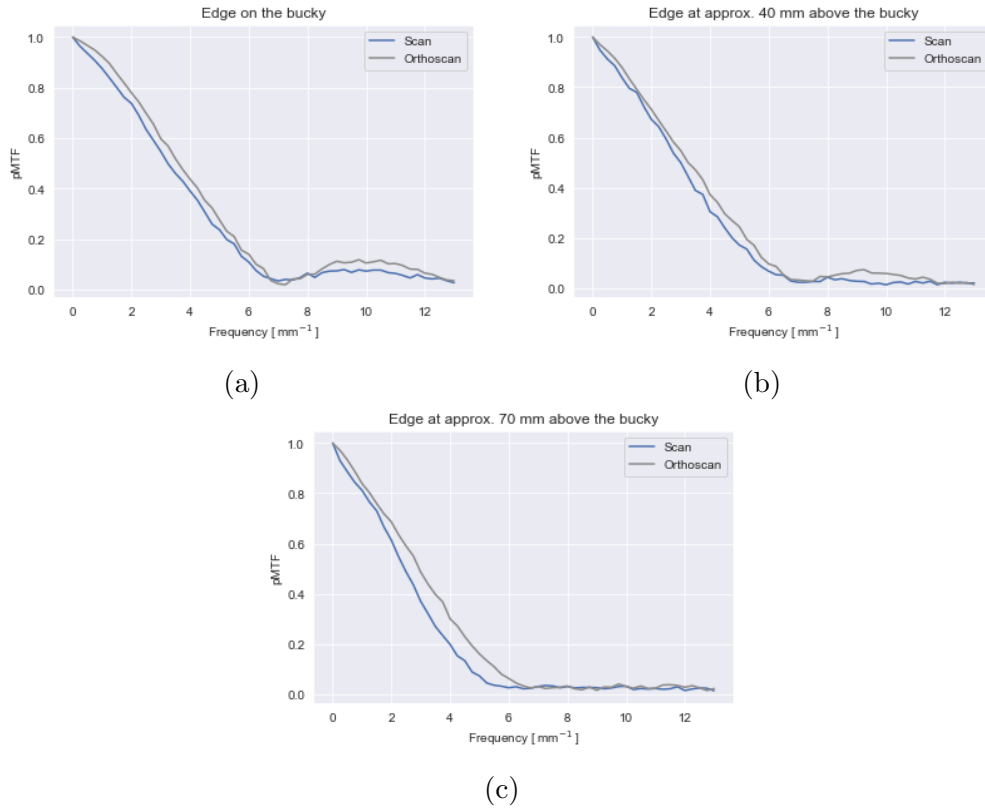 Edge on the bucky
1.0
0.8
0.6
0.4
0.2
0.0
pMTF
Scan
Orthoscan
0 2 4 6 8 10 12
Frequency [ mm⁻¹ ]
(a)
Edge at approx. 40 mm above the bucky
1.0
0.8
0.6
0.4
0.2
0.0
pMTF
Scan
Orthoscan
0 2 4 6 8 10 12
Frequency [ mm⁻¹ ]
(b)
Edge at approx. 70 mm above the bucky
1.0
0.8
0.6
0.4
0.2
0.0
pMTF
Scan
Orthoscan
0 2 4 6 8 10 12
Frequency [ mm⁻¹ ]
(c)